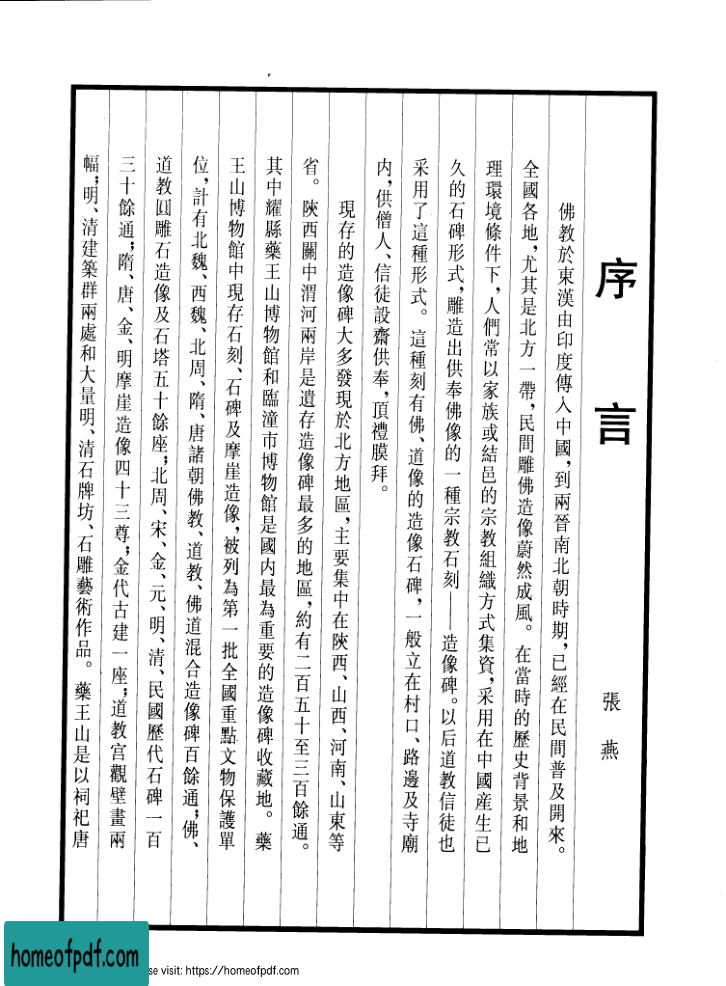 序言
張燕
佛教於東漢由印度傳入中國，到兩晉南北朝時期，已經在民間普及開來。
全國各地，尤其是北方一帶，民間雕佛造像蔚然成風。在當時的歷史背景和地
理環境條件下，人們常以家族或結邑的宗教組織方式集資，采用在中國産生已
久的石碑形式，雕造出供奉佛像的一種宗教石刻——造像碑。以后道教信徒也
采用了這種形式。這種刻有佛、道像的造像石碑，一般立在村口、路邊及寺廟
内，供僧人、信徒設齋供奉，頂禮膜拜。
現存的造像碑大多發現於北方地區，主要集中在陝西、山西、河南、山東等
省。陝西關中渭河兩岸是遺存造像碑最多的地區，約有二百五十至三百餘通。
其中耀縣藥王山博物館和臨潼市博物館是國内最為重要的造像碑收藏地。藥
王山博物館中現存石刻、石碑及摩崖造像，被列為第一批全國重點文物保護單
位，計有北魏、西魏、北周、隋、唐諸朝佛教、道教、佛道混合造像碑百餘通；佛、
道教圓雕石造像及石塔五十餘座；北周、宋、金、元、明、清、民國歷代石碑一百
三十餘通；隋、唐、金、明摩崖造像四十三尊；金代古建一座；道教宫觀壁畫兩
幅；明、清建築群兩處和大量明、清石牌坊、石雕藝術作品。藥王山是以祠祀唐
homeofpdf.com
se visit: https://homeofpdf.com